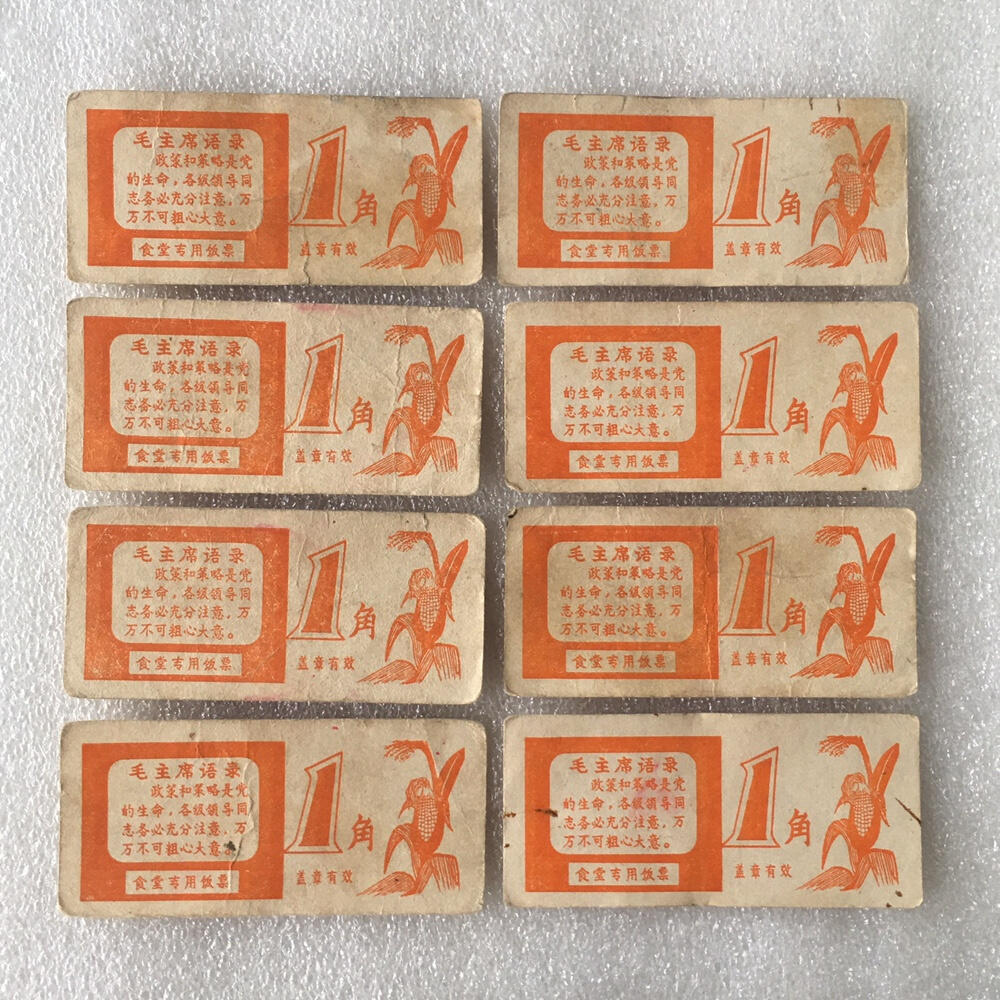 毛主席语录
政策和策略是党
的生命，各级领导同
志务必充分注意，万
万不可粗心大意。
食堂专用饭票
1角
盖章有效
毛主席语录
政策和策略是党
的生命，各级领导同
志务必充分注意，万
万不可粗心大意。
食堂专用饭票
1角
盖章有效
毛主席语录
政策和策略是党
的生命，各级领导同
志务必充分注意，万
万不可粗心大意。
食堂专用饭票
1角
盖章有效
毛主席语录
政策和策略是党
的生命，各级领导同
志务必充分注意，万
万不可粗心大意。
食堂专用饭票
1角
盖章有效
毛主席语录
政策和策略是党
的生命，各级领导同
志务必充分注意，万
万不可粗心大意。
食堂专用饭票
1角
盖章有效
毛主席语录
政策和策略是党
的生命，各级领导同
志务必充分注意，万
万不可粗心大意。
食堂专用饭票
1角
盖章有效
毛主席语录
政策和策略是党
的生命，各级领导同
志务必充分注意，万
万不可粗心大意。
食堂专用饭票
1角
盖章有效
毛主席语录
政策和策略是党
的生命，各级领导同
志务必充分注意，万
万不可粗心大意。
食堂专用饭票
1角
盖章有效